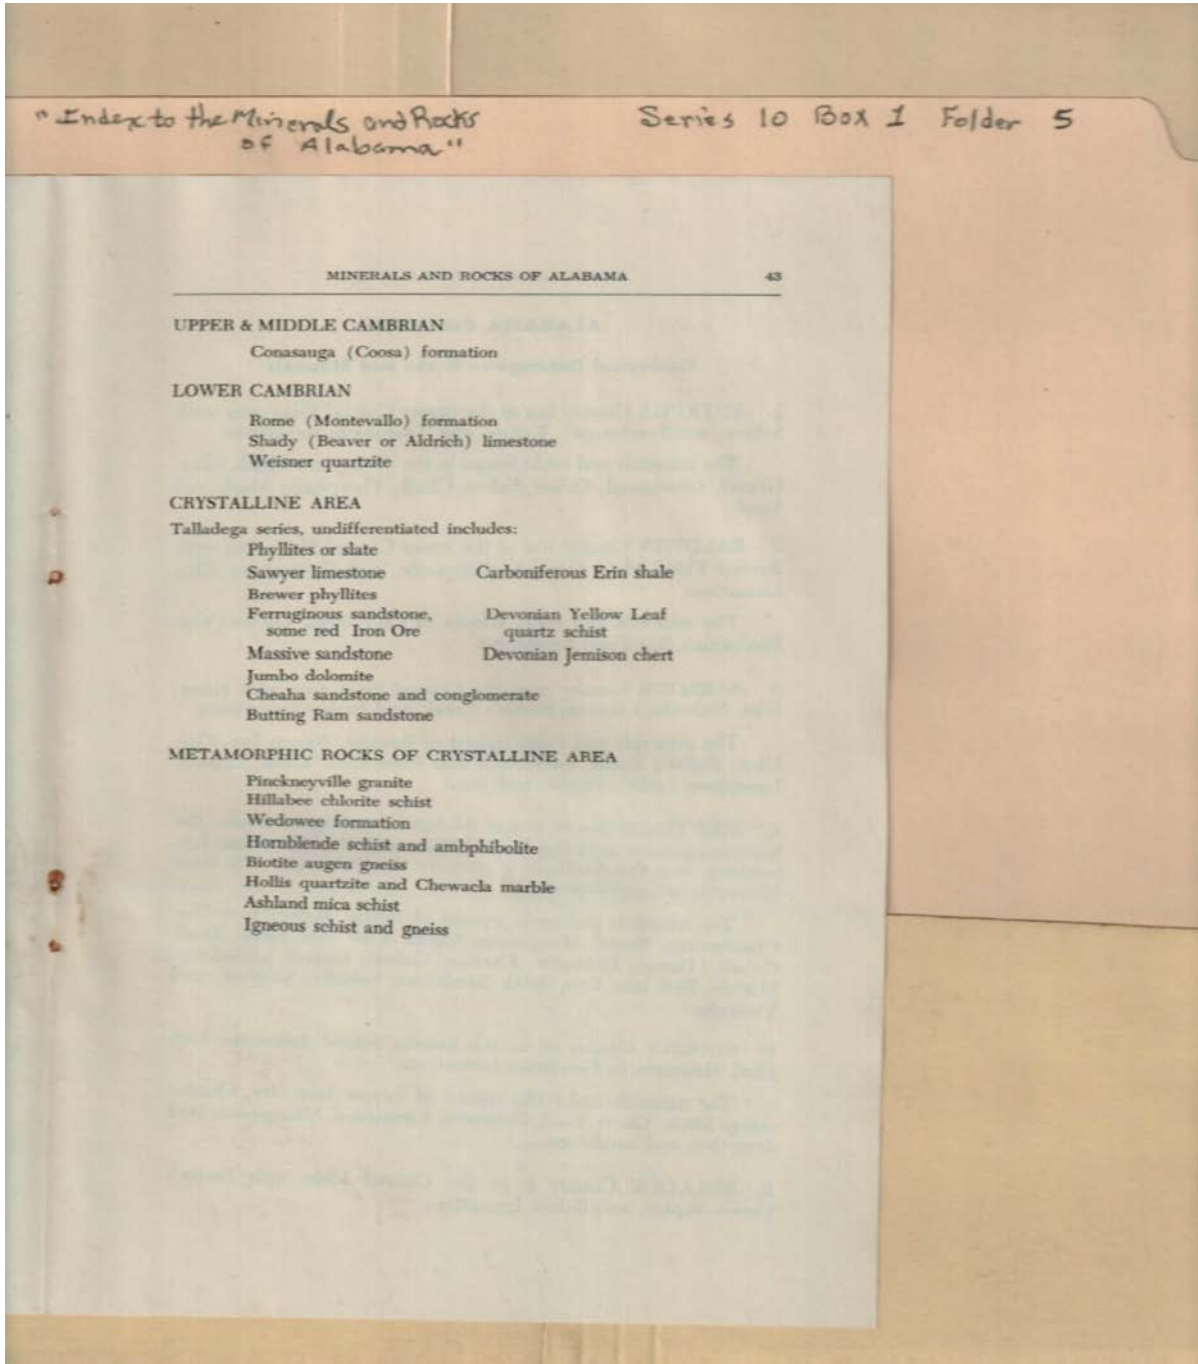 "Index to the Minerals and Rocks
of Alabama"
Series 10 Box 1 Folder 5
MINERALS AND ROCKS OF ALABAMA 43
UPPER & MIDDLE CAMBRIAN
Conasauga (Coosa) formation
LOWER CAMBRIAN
Rome (Montevallo) formation
Shady (Beaver or Aldrich) limestone
Weisner quartzite
CRYSTALLINE AREA
Talladega series, undifferentiated includes:
Phyllites or slate
Sawyer limestone Carboniferous Erin shale
Brewer phyllites
Ferruginous sandstone, Devonian Yellow Leaf
some red Iron Ore quartz schist
Massive sandstone Devonian Jemison chert
Jumbo dolomite
Cheaha sandstone and conglomerate
Butting Ram sandstone
METAMORPHIC ROCKS OF CRYSTALLINE AREA
Pinckneyville granite
Hillabee chlorite schist
Wedowee formation
Hornblende schist and ambphibolite
Biotite augen gneiss
Hollis quartzite and Chewacla marble
Ashland mica schist
Igneous schist and gneiss